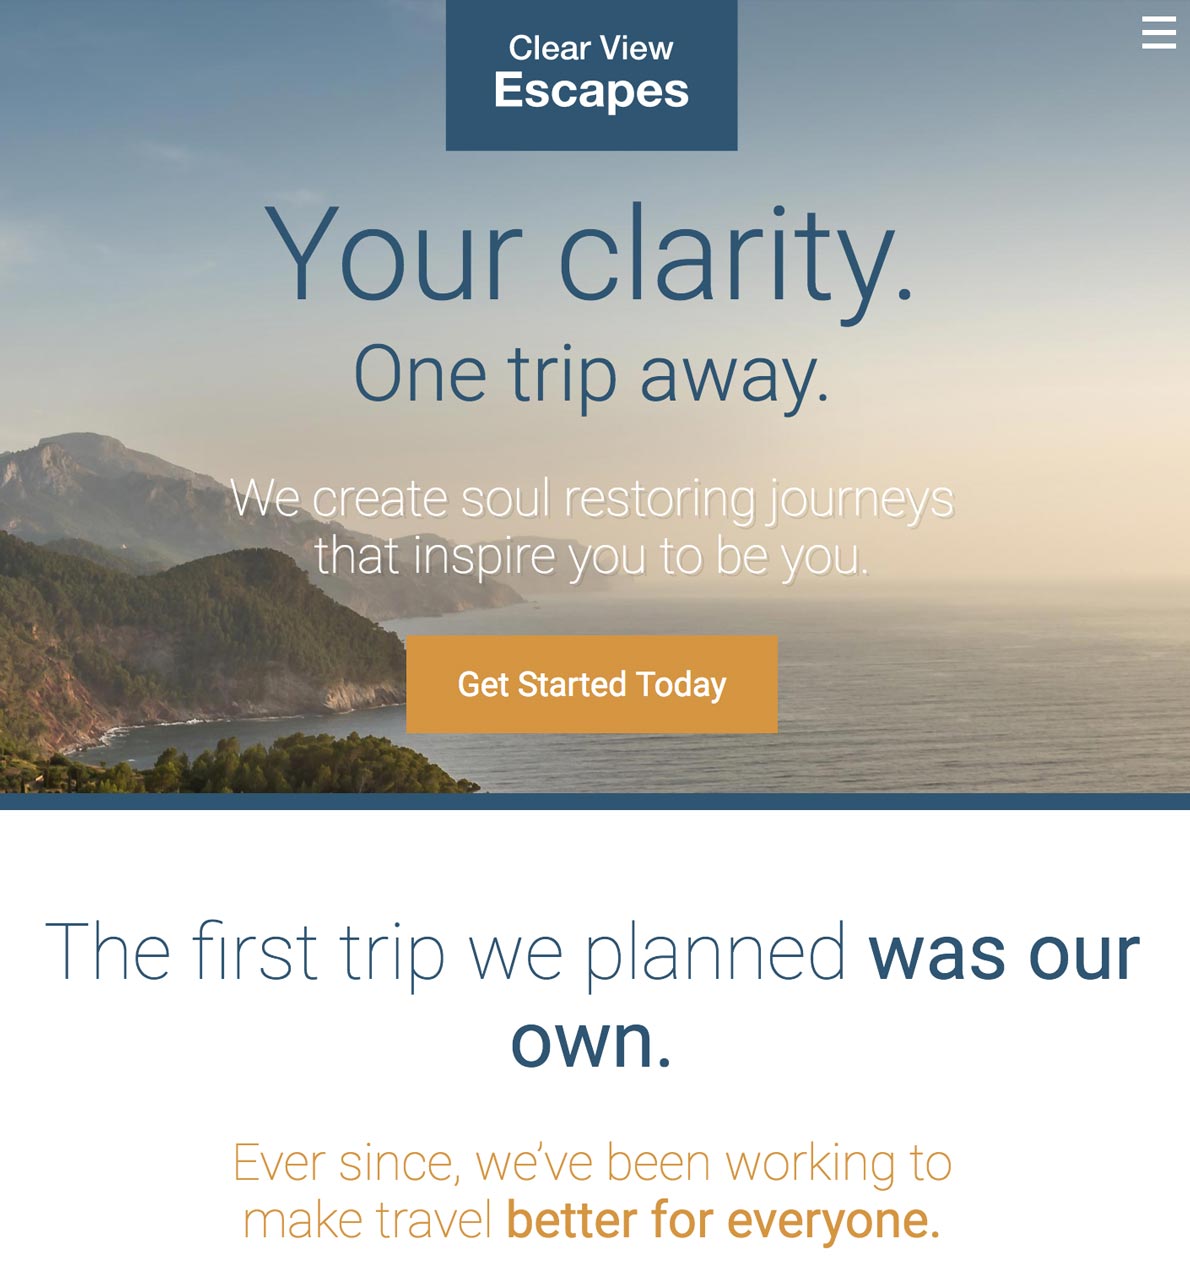 Clear View
Escapes
Your clarity.
One trip away.
We create soul restoring journeys
that inspire you to be you.
Get Started Today
The first trip we planned was our
own.
Ever since, we’ve been working to
make travel better for everyone.